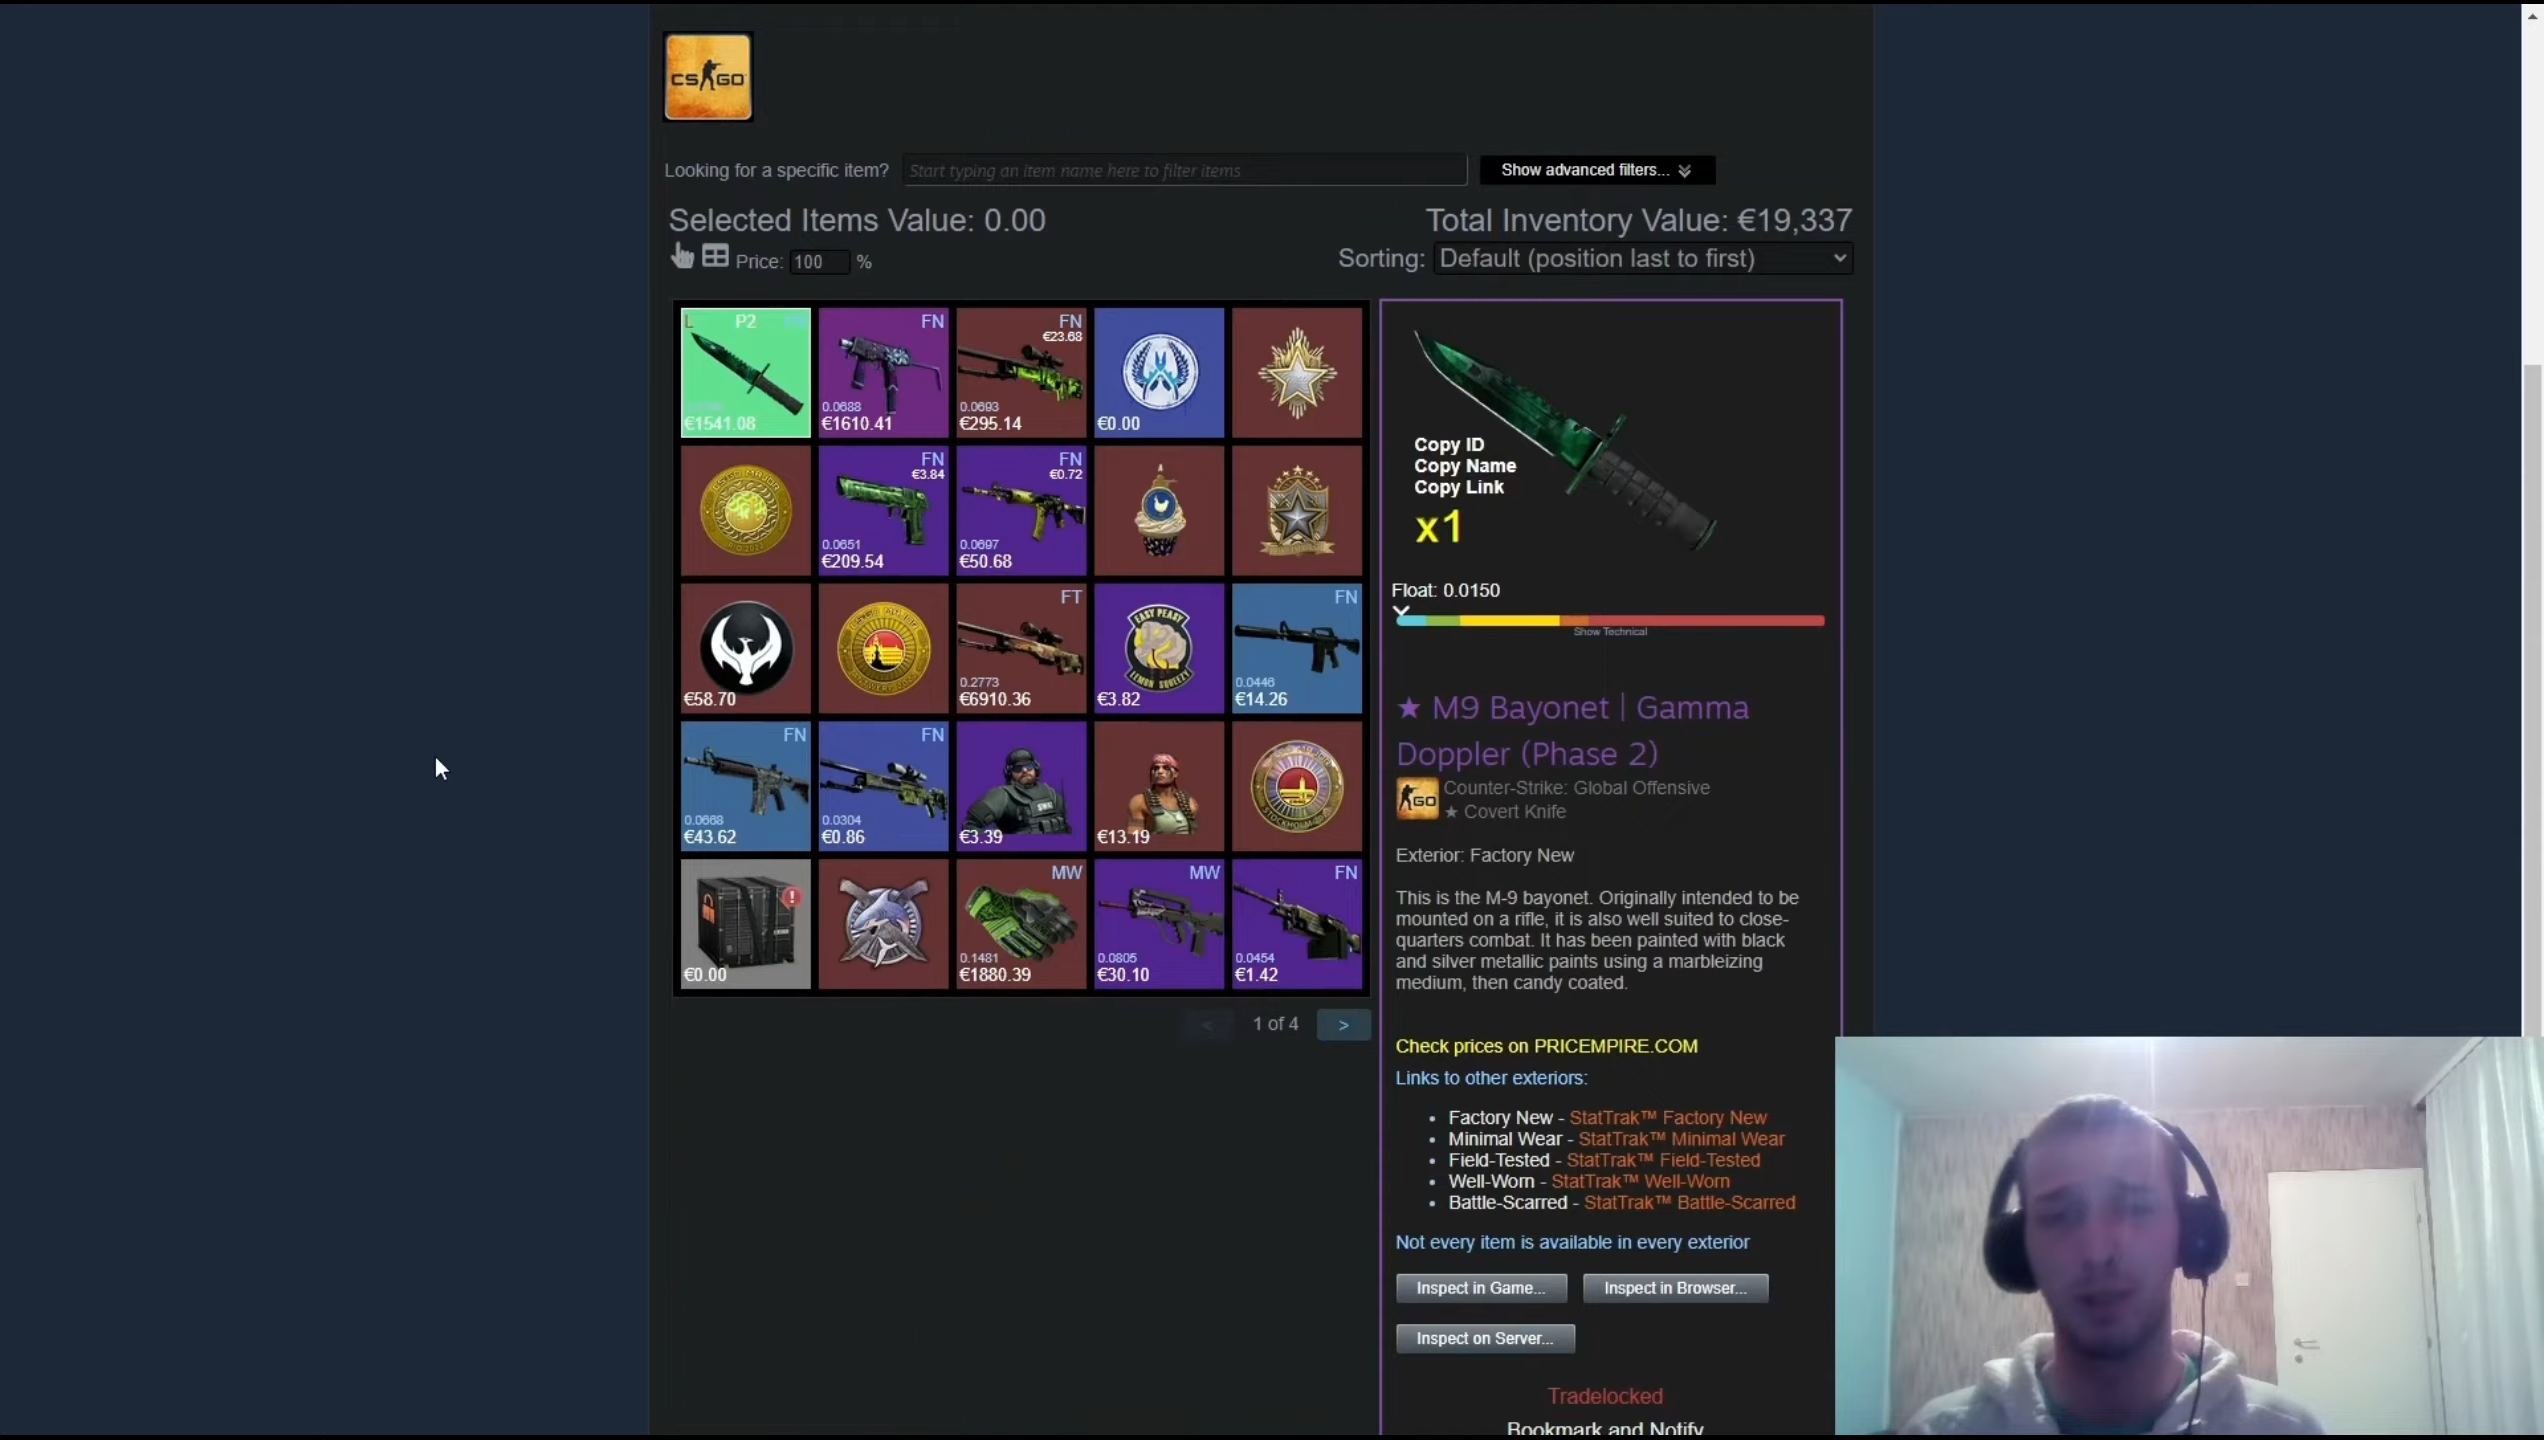 CS GO
Looking for a specific item?
Start typing an item name here to filter items
Show advanced filters...
Selected Items Value: 0.00
Total Inventory Value: €19,337
Price: 100 %
Sorting: Default (position last to first)
L P2
€1541.08
FN
0.0688
€1610.41
FN
€23.68
0.0693
€295.14
€0.00
FN
€3.84
0.0651
€209.54
FN
€0.72
0.0697
€50.68
€58.70
FT
0.2773
€6910.36
EASY PEASY
LEMON SQUEEZY
€3.82
FN
0.0446
€14.26
FN
0.0668
€43.62
FN
0.0304
€0.86
€3.39
€13.19
€0.00
MW
0.1481
€1880.39
MW
0.0805
€30.10
FN
0.0454
€1.42
< 1 of 4 >
Copy ID
Copy Name
Copy Link
x1
Float: 0.0150
Show Technical
★ M9 Bayonet | Gamma
Doppler (Phase 2)
GO
Counter-Strike: Global Offensive
★ Covert Knife
Exterior: Factory New
This is the M-9 bayonet. Originally intended to be
mounted on a rifle, it is also well suited to close-
quarters combat. It has been painted with black
and silver metallic paints using a marbleizing
medium, then candy coated.
Check prices on PRICEMPIRE.COM
Links to other exteriors:
• Factory New - StatTrak™ Factory New
• Minimal Wear - StatTrak™ Minimal Wear
• Field-Tested - StatTrak™ Field-Tested
• Well-Worn - StatTrak™ Well-Worn
• Battle-Scarred - StatTrak™ Battle-Scarred
Not every item is available in every exterior
Inspect in Game...
Inspect in Browser...
Inspect on Server...
Tradelocked
Bookmark and Notify